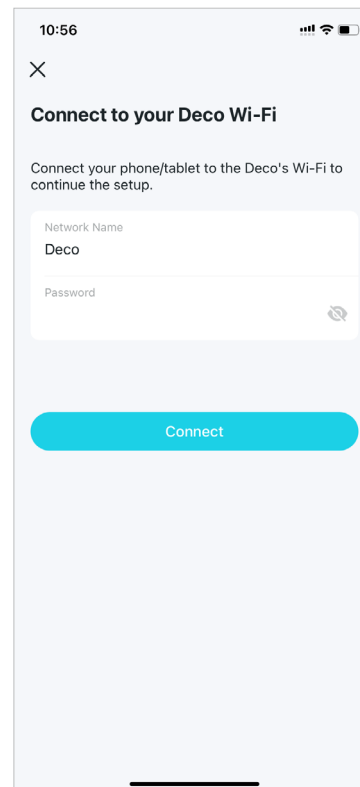 10:56
Connect to your Deco Wi-Fi
Connect your phone/tablet to the Deco's Wi-Fi to
continue the setup.
Network Name
Deco
Password
Connect